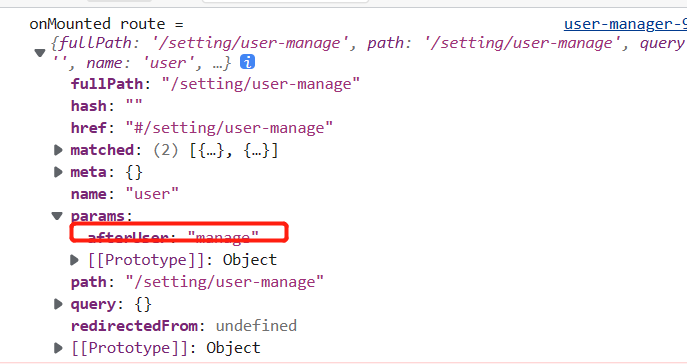 onMounted route = user-manager-9
{fullPath: '/setting/user-manage', path: '/setting/user-manage', query
'', name: 'user', …}
fullPath: "/setting/user-manage"
hash: ""
href: "#/setting/user-manage"
matched: (2) [{…}, {…}]
meta: {}
name: "user"
params:
afterUser: "manage"
[[Prototype]]: Object
path: "/setting/user-manage"
query: {}
redirectedFrom: undefined
[[Prototype]]: Object